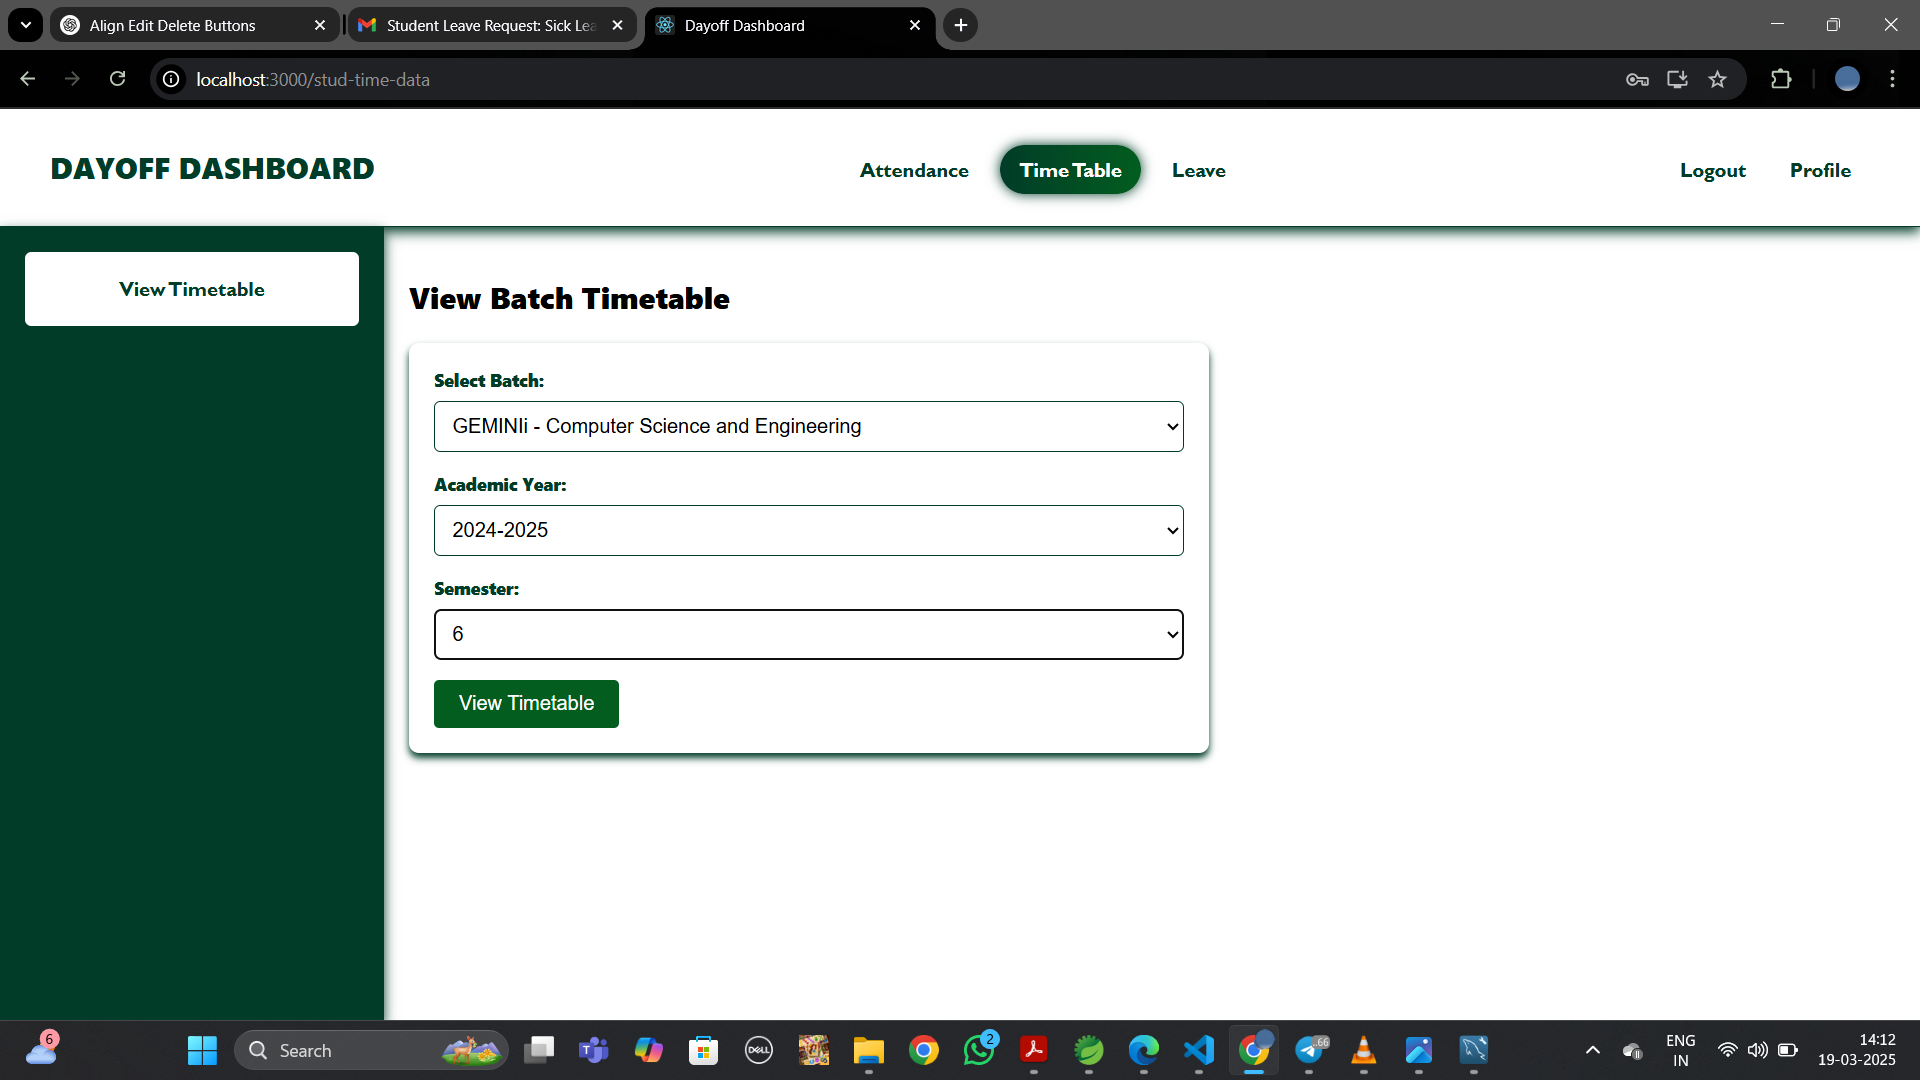 Align Edit Delete Buttons
Student Leave Request: Sick Lea
Dayoff Dashboard
localhost:3000/stud-time-data
DAYOFF DASHBOARD
Attendance
Time Table
Leave
Logout
Profile
View Timetable
View Batch Timetable
Select Batch:
GEMINIi - Computer Science and Engineering
Academic Year:
2024-2025
Semester:
6
View Timetable
6
Search
T
DELL
2
66
ENG
IN
14:12
19-03-2025